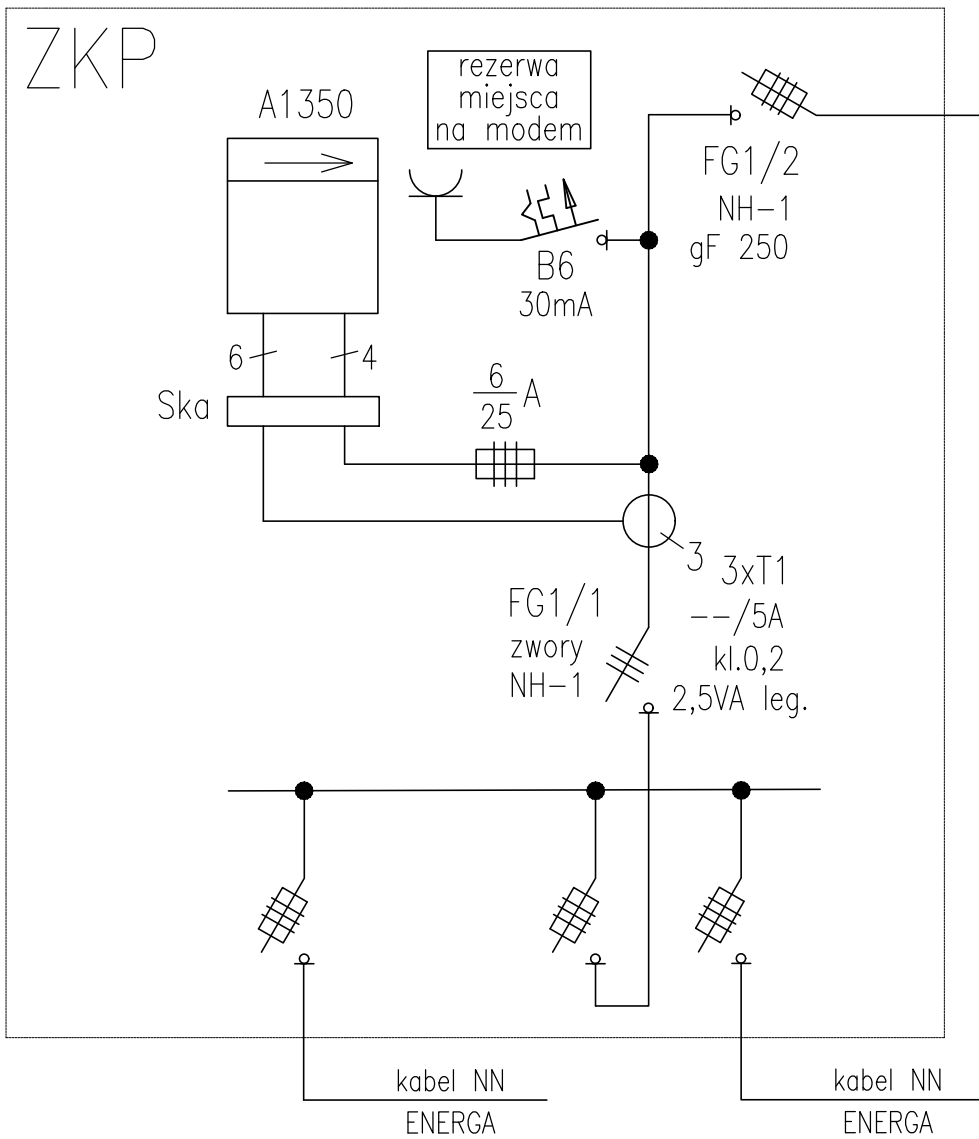 ZKP
A1350
rezerwa
miejsca
na modem
FG1/2
NH-1
gF 250
B6
30mA
6
4
Ska
6
25
A
3
3xT1
--/5A
kl.0,2
2,5VA leg.
FG1/1
zwory
NH-1
kabel NN
ENERGA
kabel NN
ENERGA